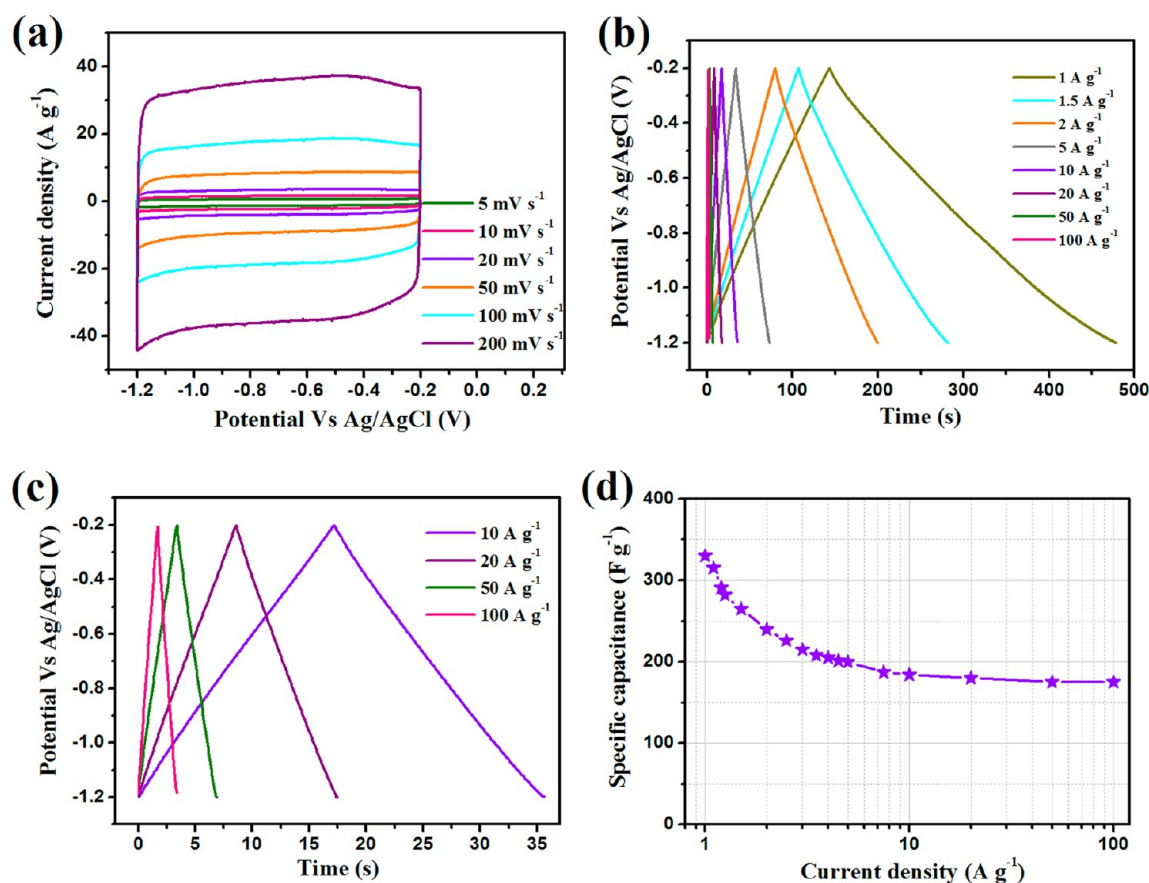 (a)
Current density (A g⁻¹)
40
20
0
-20
-40
-1.2
-1.0
-0.8
-0.6
-0.4
-0.2
0.0
0.2
Potential Vs Ag/AgCl (V)
5 mV s⁻¹
10 mV s⁻¹
20 mV s⁻¹
50 mV s⁻¹
100 mV s⁻¹
200 mV s⁻¹
(b)
Potential Vs Ag/AgCl (V)
-0.2
-0.4
-0.6
-0.8
-1.0
-1.2
0
100
200
300
400
500
Time (s)
1 A g⁻¹
1.5 A g⁻¹
2 A g⁻¹
5 A g⁻¹
10 A g⁻¹
20 A g⁻¹
50 A g⁻¹
100 A g⁻¹
(c)
Potential Vs Ag/AgCl (V)
-0.2
-0.4
-0.6
-0.8
-1.0
-1.2
0
5
10
15
20
25
30
35
Time (s)
10 A g⁻¹
20 A g⁻¹
50 A g⁻¹
100 A g⁻¹
(d)
Specific capacitance (F g⁻¹)
400
300
200
100
0
1
10
100
Current density (A g⁻¹)